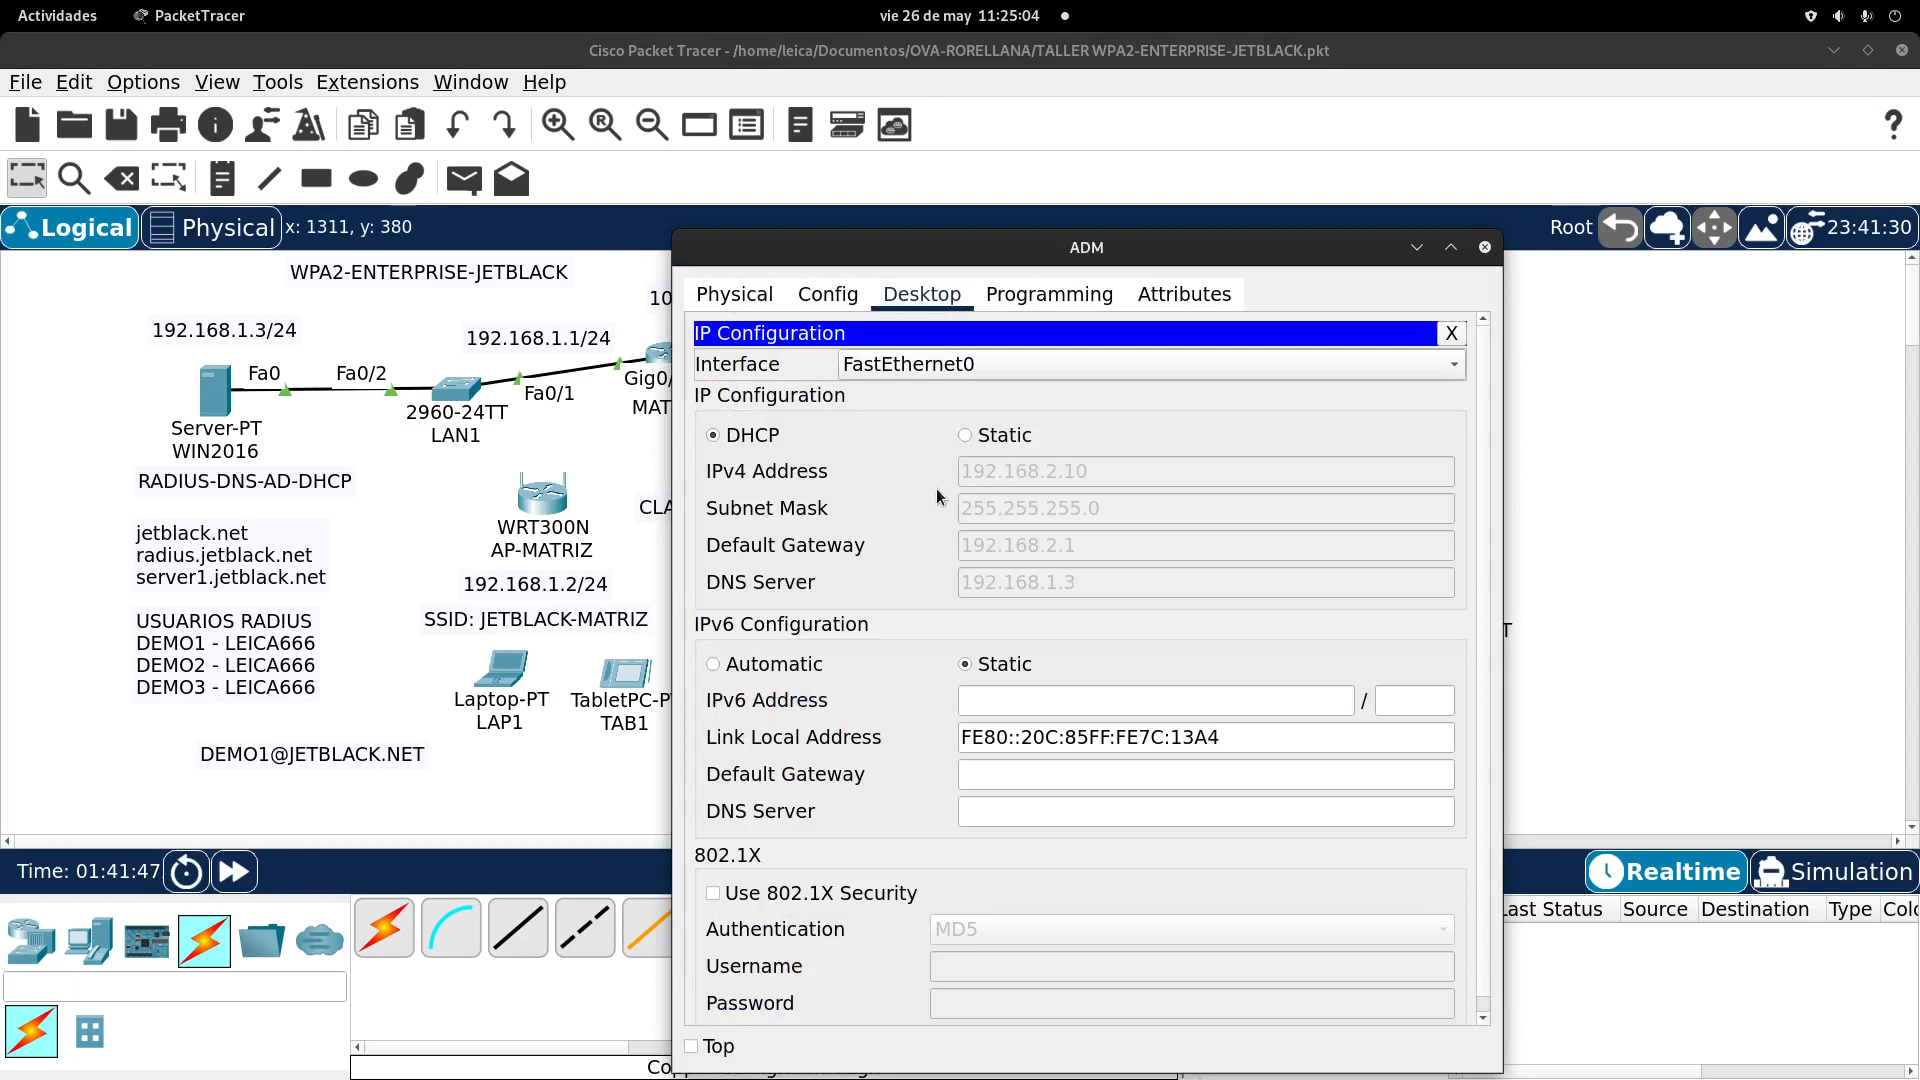 Actividades PacketTracer vie 26 de may 11:25:04
Cisco Packet Tracer - /home/leica/Documentos/OVA-RORELLANA/TALLER WPA2-ENTERPRISE-JETBLACK.pkt
File Edit Options View Tools Extensions Window Help
?
Logical Physical x: 1311, y: 380 Root 23:41:30
WPA2-ENTERPRISE-JETBLACK
10
192.168.1.3/24
192.168.1.1/24
Fa0 Fa0/2
Fa0/1
Gig0/
MAT
2960-24TT
LAN1
Server-PT
WIN2016
RADIUS-DNS-AD-DHCP
CLA
WRT300N
AP-MATRIZ
jetblack.net
radius.jetblack.net
server1.jetblack.net
192.168.1.2/24
SSID: JETBLACK-MATRIZ
USUARIOS RADIUS
DEMO1 - LEICA666
DEMO2 - LEICA666
DEMO3 - LEICA666
Laptop-PT
LAP1
TabletPC-P
TAB1
DEMO1@JETBLACK.NET
T
ADM
Physical Config Desktop Programming Attributes
IP Configuration X
Interface FastEthernet0
IP Configuration
DHCP Static
IPv4 Address 192.168.2.10
Subnet Mask 255.255.255.0
Default Gateway 192.168.2.1
DNS Server 192.168.1.3
IPv6 Configuration
Automatic Static
IPv6 Address /
Link Local Address FE80::20C:85FF:FE7C:13A4
Default Gateway
DNS Server
802.1X
Use 802.1X Security
Authentication MD5
Username
Password
Top
Time: 01:41:47 Realtime Simulation
Last Status Source Destination Type Colo